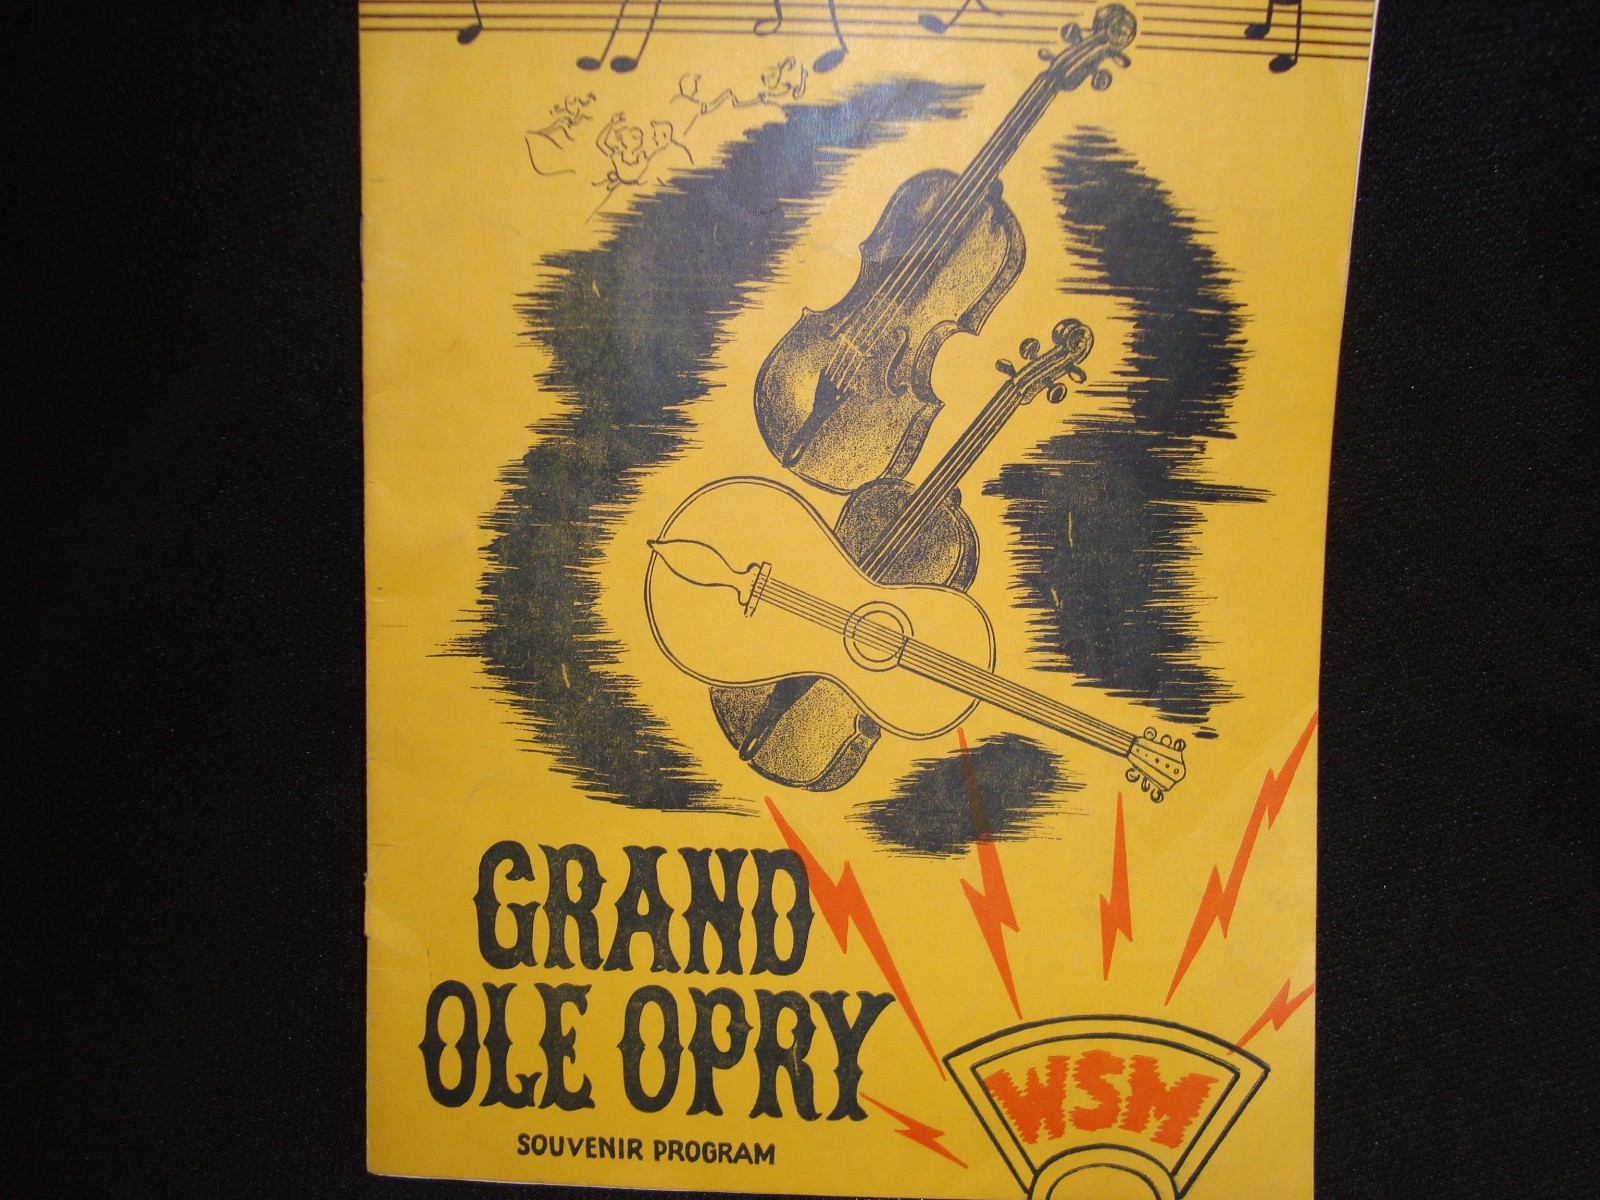 GRAND
OLE OPRY
SOUVENIR PROGRAM
WSM